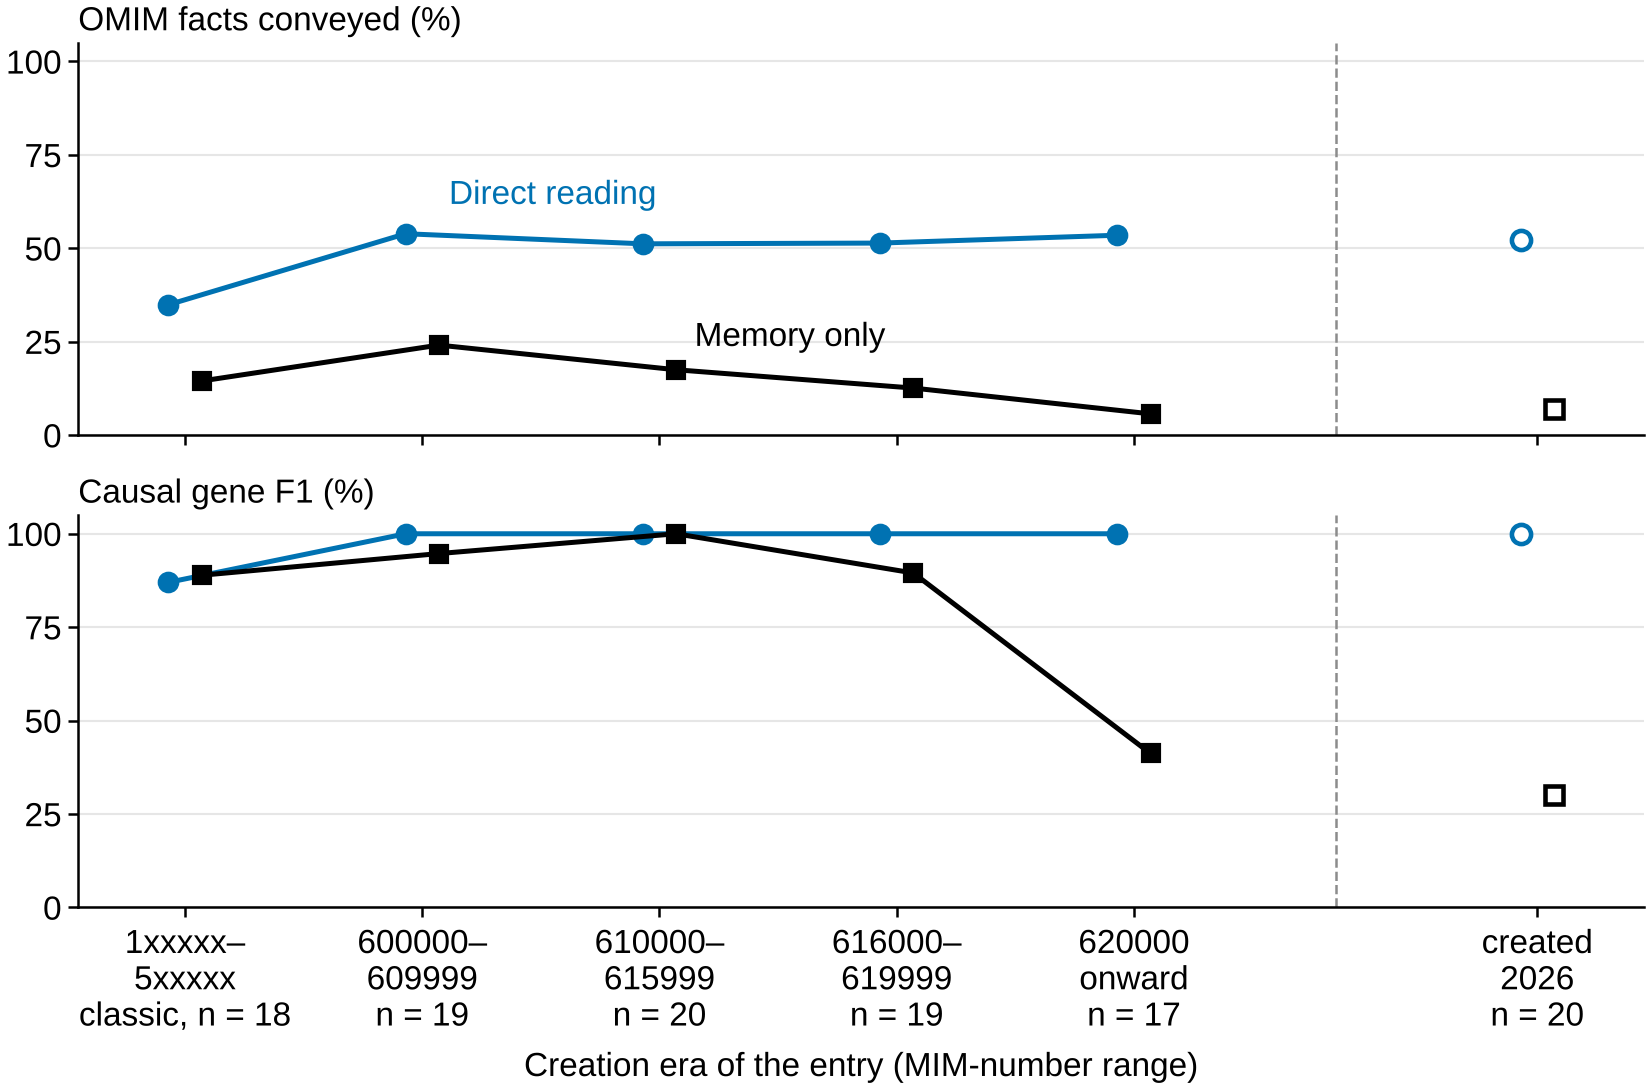 OMIM facts conveyed (%)
100
75
50
25
0
Direct reading
Memory only
Causal gene F1 (%)
100
75
50
25
0
1xxxxx–
5xxxxx
classic, n = 18
600000–
609999
n = 19
610000–
615999
n = 20
616000–
619999
n = 19
620000
onward
n = 17
created
2026
n = 20
Creation era of the entry (MIM-number range)